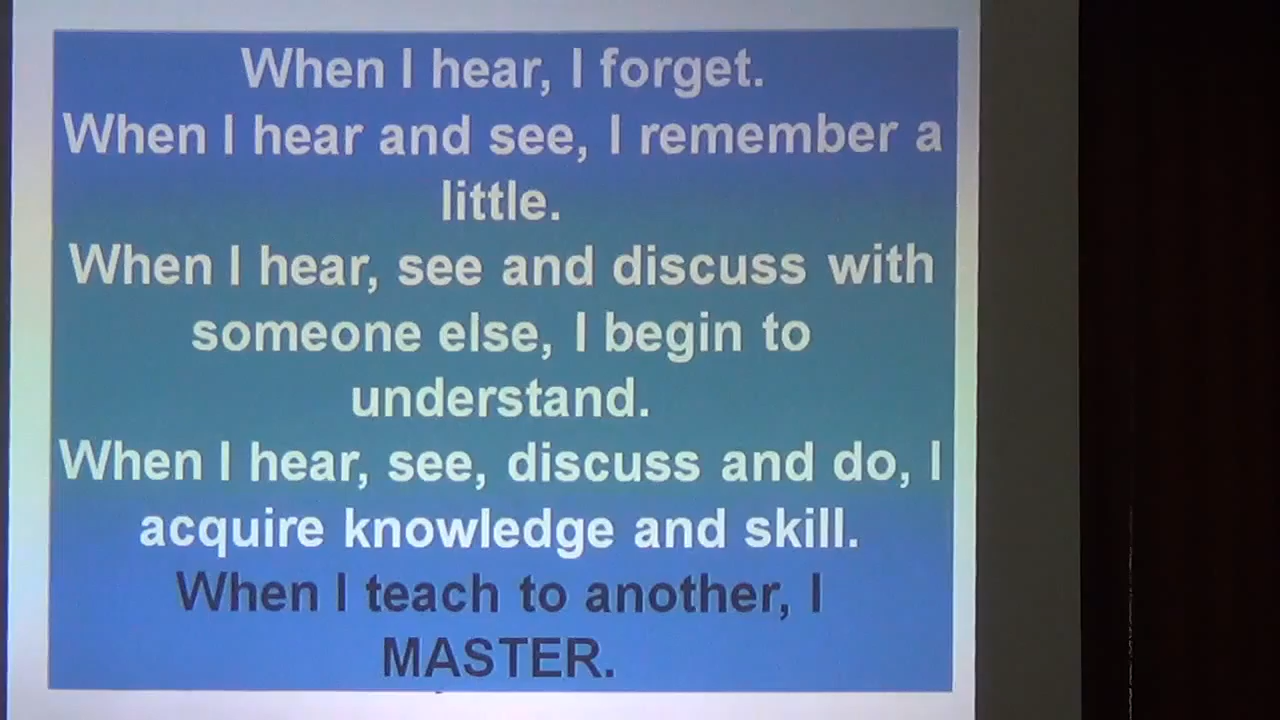 When I hear, I forget.
When I hear and see, I remember a
little.
When I hear, see and discuss with
someone else, I begin to
understand.
When I hear, see, discuss and do, I
acquire knowledge and skill.
When I teach to another, I
MASTER.